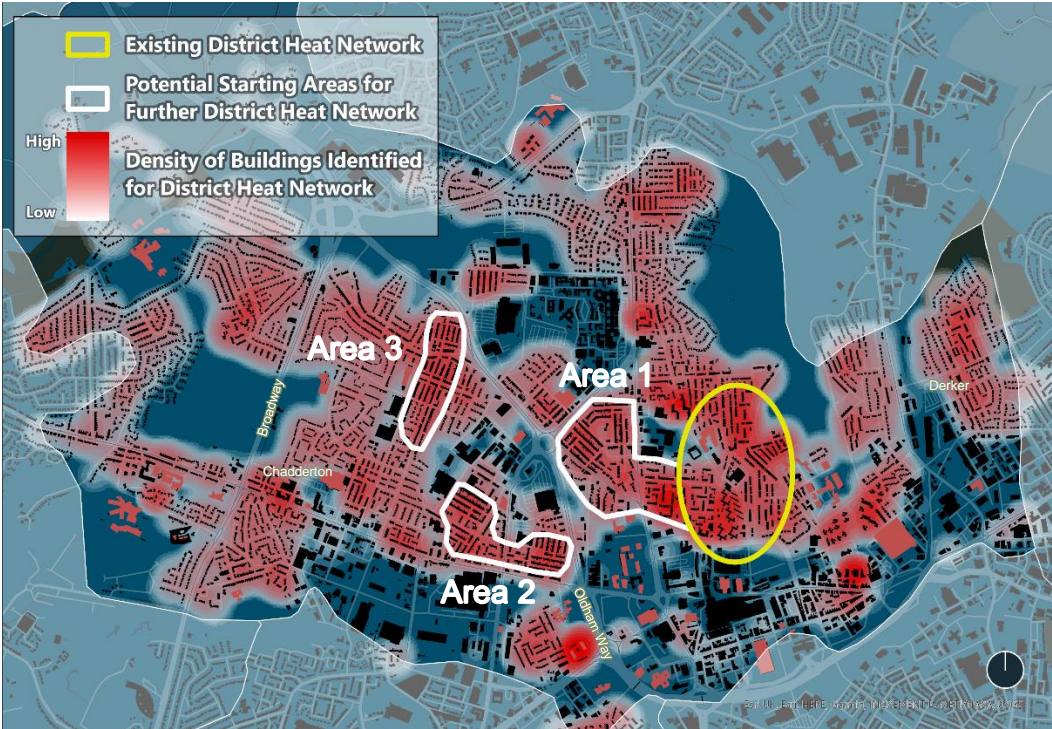 Existing District Heat Network
Potential Starting Areas for
Further District Heat Network
High
Density of Buildings Identified
for District Heat Network
Low
Area 3
Area 1
Broadway
Derker
Chadderton
Area 2
Oldham Way